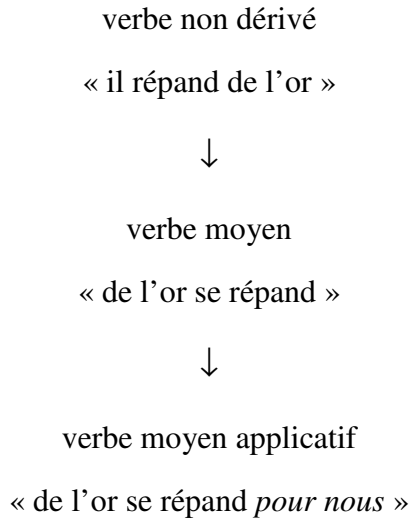 verbe non dérivé
« il répand de l’or »
↓
verbe moyen
« de l’or se répand »
↓
verbe moyen applicatif
« de l’or se répand pour nous »